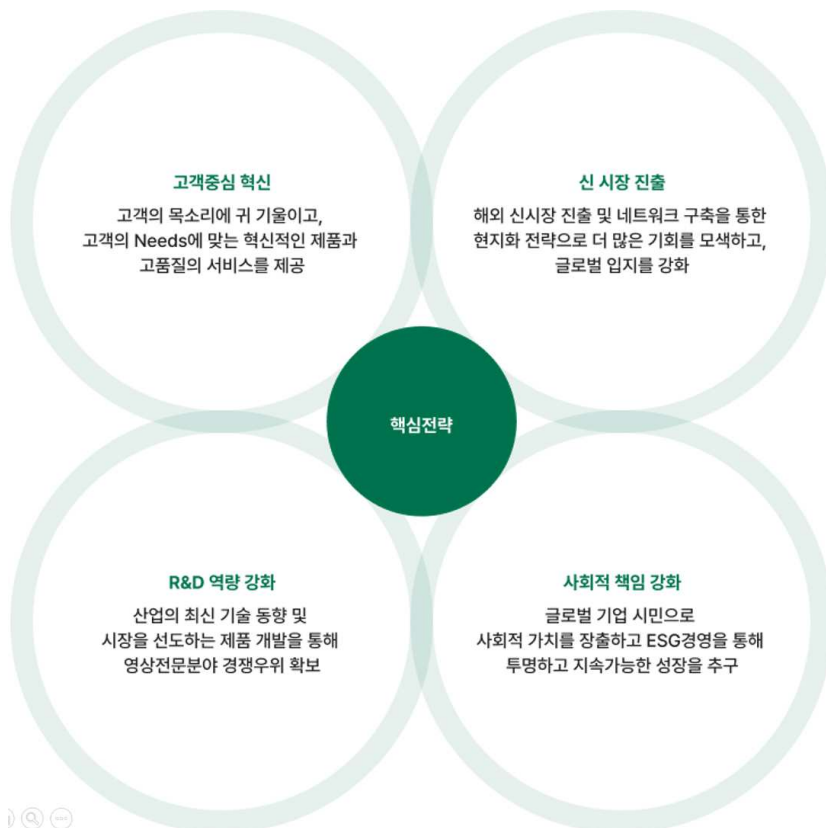 고객중심 혁신
고객의 목소리에 귀 기울이고,
고객의 Needs에 맞는 혁신적인 제품과
고품질의 서비스를 제공
신 시장 진출
해외 신시장 진출 및 네트워크 구축을 통한
현지화 전략으로 더 많은 기회를 모색하고,
글로벌 입지를 강화
핵심전략
R&D 역량 강화
산업의 최신 기술 동향 및
시장을 선도하는 제품 개발을 통해
영상전문분야 경쟁우위 확보
사회적 책임 강화
글로벌 기업 시민으로
사회적 가치를 장출하고 ESG경영을 통해
투명하고 지속가능한 성장을 추구